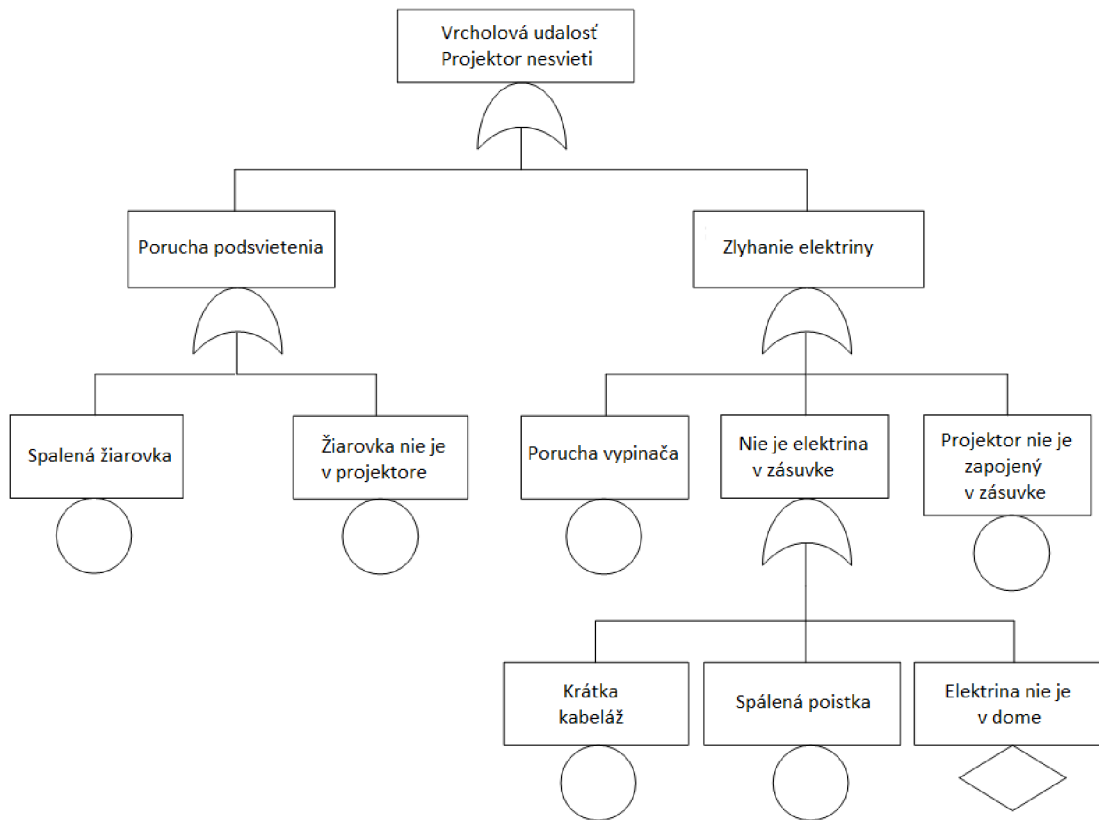 Vrcholová udalosť
Projektor nesvieti
Porucha podsvietenia
Zlyhanie elektriny
Spalená žiarovka
Žiarovka nie je
v projektore
Porucha vypinača
Nie je elektrina
v zásuvke
Projektor nie je
zapojený
v zásuvke
Krátka
kabeláž
Spálená poistka
Elektrina nie je
v dome